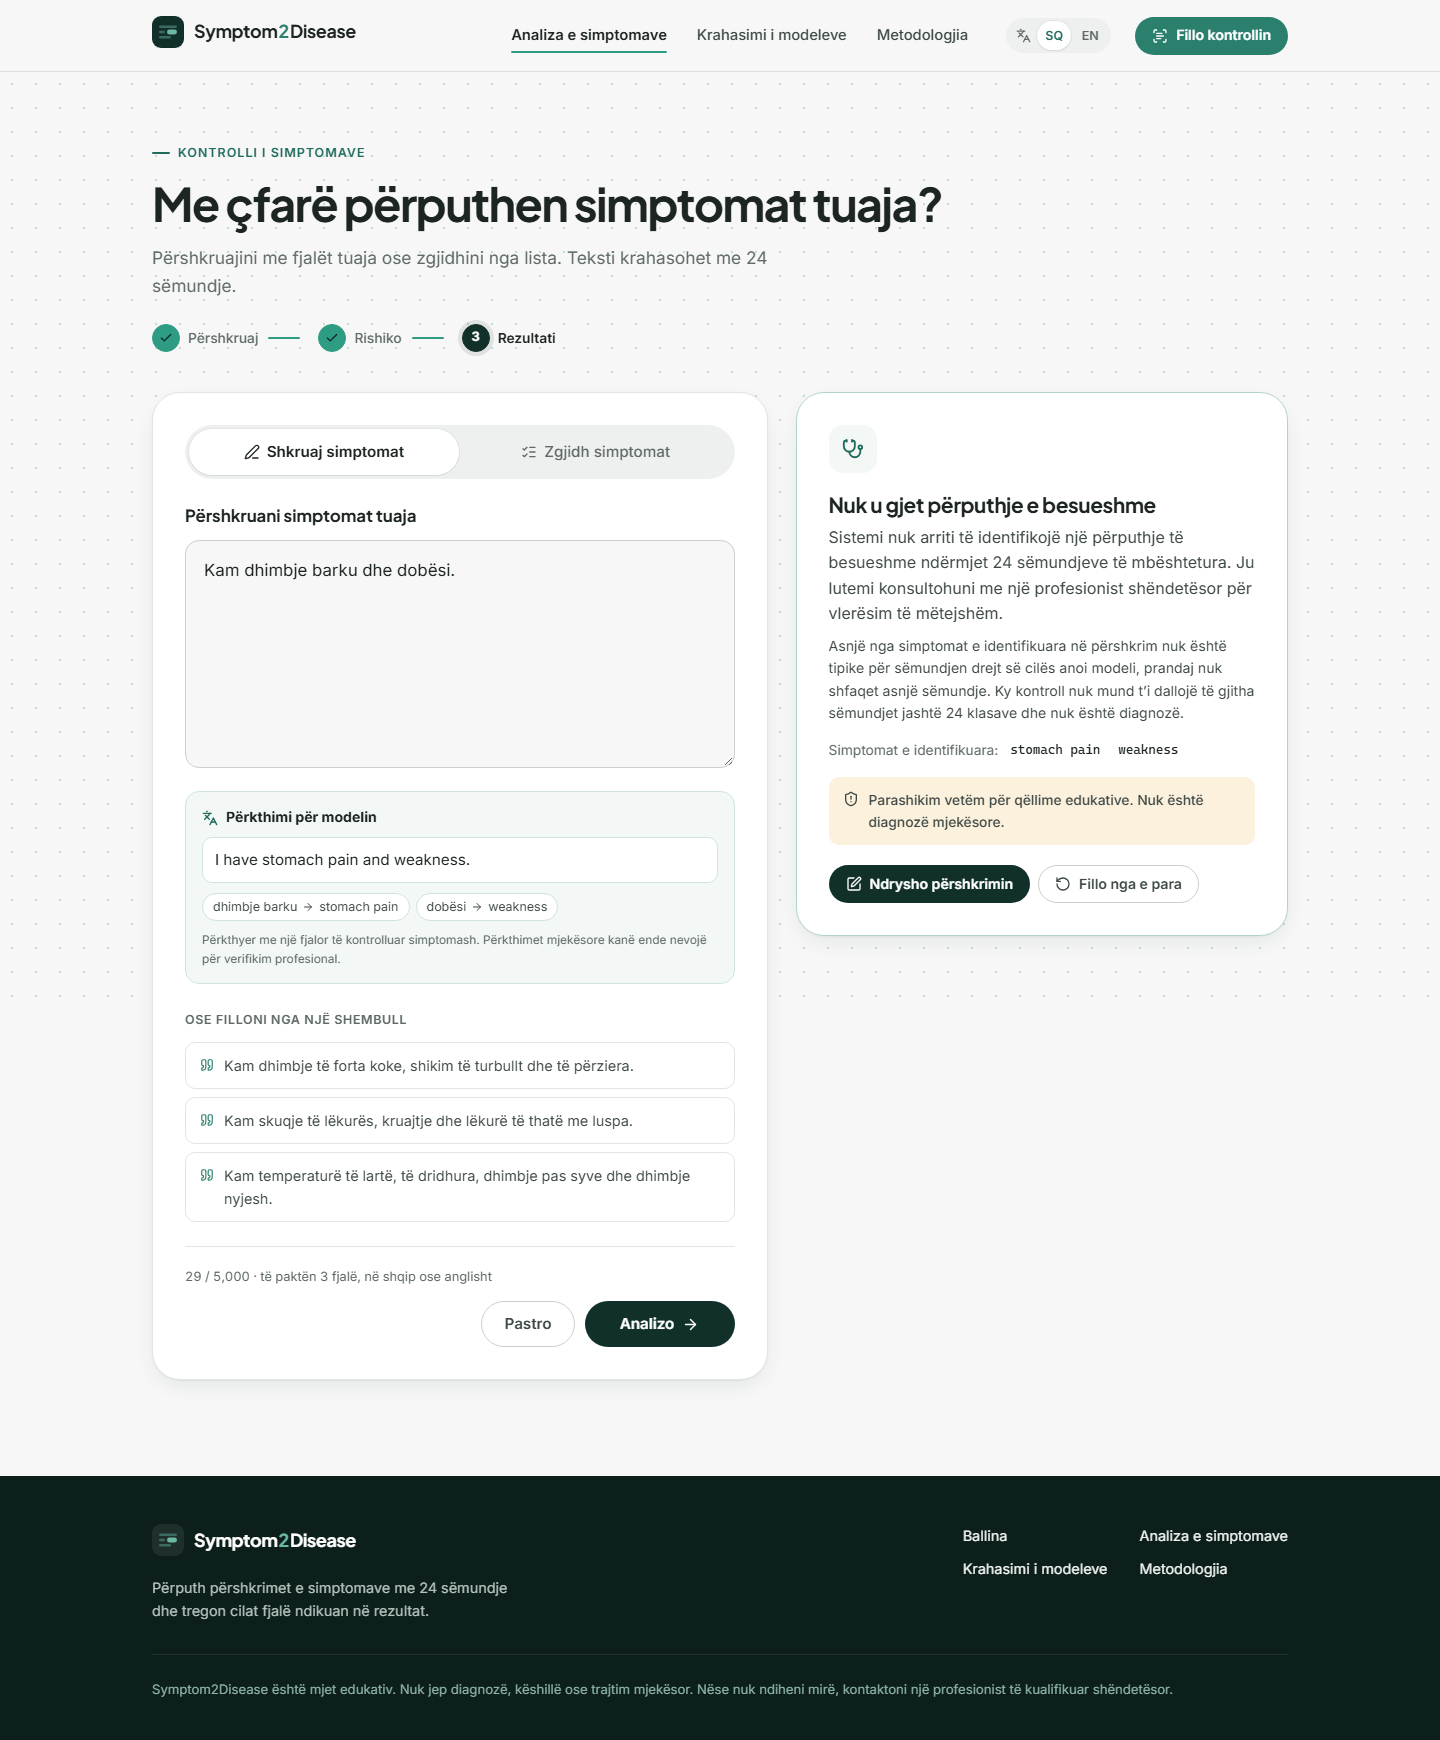 Symptom2Disease
Analiza e simptomave
Krahasimi i modeleve
Metodologjia
SQ
EN
Fillo kontrollin
KONTROLLI I SIMPTOMAVE
Me çfarë përputhen simptomat tuaja?
Përshkruajini me fjalët tuaja ose zgjidhini nga lista. Teksti krahasohet me 24
sëmundje.
Përshkruaj
Rishiko
3
Rezultati
Shkruaj simptomat
Zgjidh simptomat
Përshkruani simptomat tuaja
Kam dhimbje barku dhe dobësi.
Përkthimi për modelin
I have stomach pain and weakness.
dhimbje barku → stomach pain
dobësi → weakness
Përkthyer me një fjalor të kontrolluar simptomash. Përkthimet mjekësore kanë ende nevojë
për verifikim profesional.
OSE FILLONI NGA NJË SHEMBULL
Kam dhimbje të forta koke, shikim të turbullt dhe të përziera.
Kam skuqje të lëkurës, kruajtje dhe lëkurë të thatë me luspa.
Kam temperaturë të lartë, të dridhura, dhimbje pas syve dhe dhimbje
nyjesh.
29 / 5,000 · të paktën 3 fjalë, në shqip ose anglisht
Pastro
Analizo →
Nuk u gjet përputhje e besueshme
Sistemi nuk arriti të identifikojë një përputhje të
besueshme ndërmjet 24 sëmundjeve të mbështetura. Ju
lutemi konsultohuni me një profesionist shëndetësor për
vlerësim të mëtejshëm.
Asnjë nga simptomat e identifikuara në përshkrim nuk është
tipike për sëmundjen drejt së cilës anoi modeli, prandaj nuk
shfaqet asnjë sëmundje. Ky kontroll nuk mund t’i dallojë të gjitha
sëmundjet jashtë 24 klasave dhe nuk është diagnozë.
Simptomat e identifikuara: stomach pain weakness
Parashikim vetëm për qëllime edukative. Nuk është
diagnozë mjekësore.
Ndrysho përshkrimin
Fillo nga e para
Symptom2Disease
Përputh përshkrimet e simptomave me 24 sëmundje
dhe tregon cilat fjalë ndikuan në rezultat.
Ballina
Analiza e simptomave
Krahasimi i modeleve
Metodologjia
Symptom2Disease është mjet edukativ. Nuk jep diagnozë, këshillë ose trajtim mjekësor. Nëse nuk ndiheni mirë, kontaktoni një profesionist të kualifikuar shëndetësor.